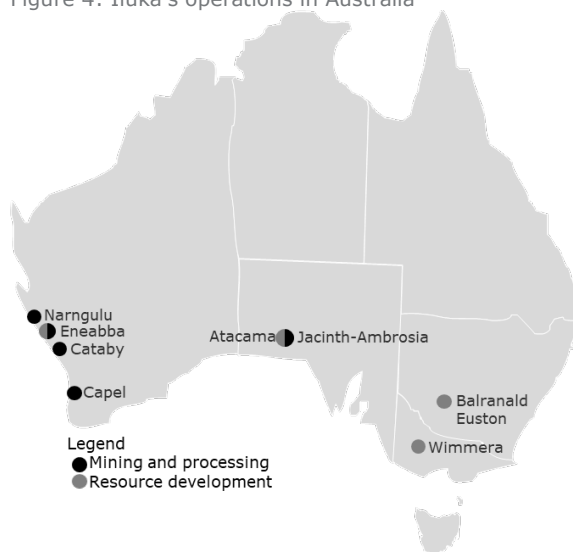 Figure 4: Iluka's operations in Australia
Narngulu
Eneabba
Cataby
Atacama
Jacinth-Ambrosia
Capel
Balranald
Euston
Wimmera
Legend
Mining and processing
Resource development